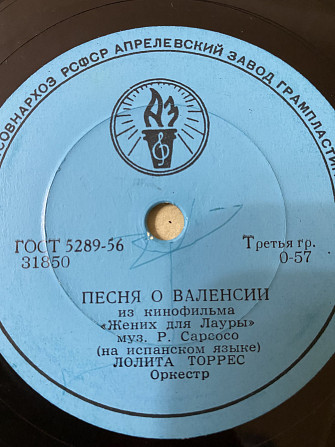 СОВНАРХОЗ РСФСР АПРЕЛЕВСКИЙ ЗАВОД ГРАМПЛАСТИ
АЗ
ГОСТ 5289-56
31850
Третья гр.
0-57
ПЕСНЯ О ВАЛЕНСИИ
из кинофильма
«Жених для Лауры»
муз. Р. Сарсосо
(на испанском языке)
ЛОЛИТА ТОРРЕС
Оркестр